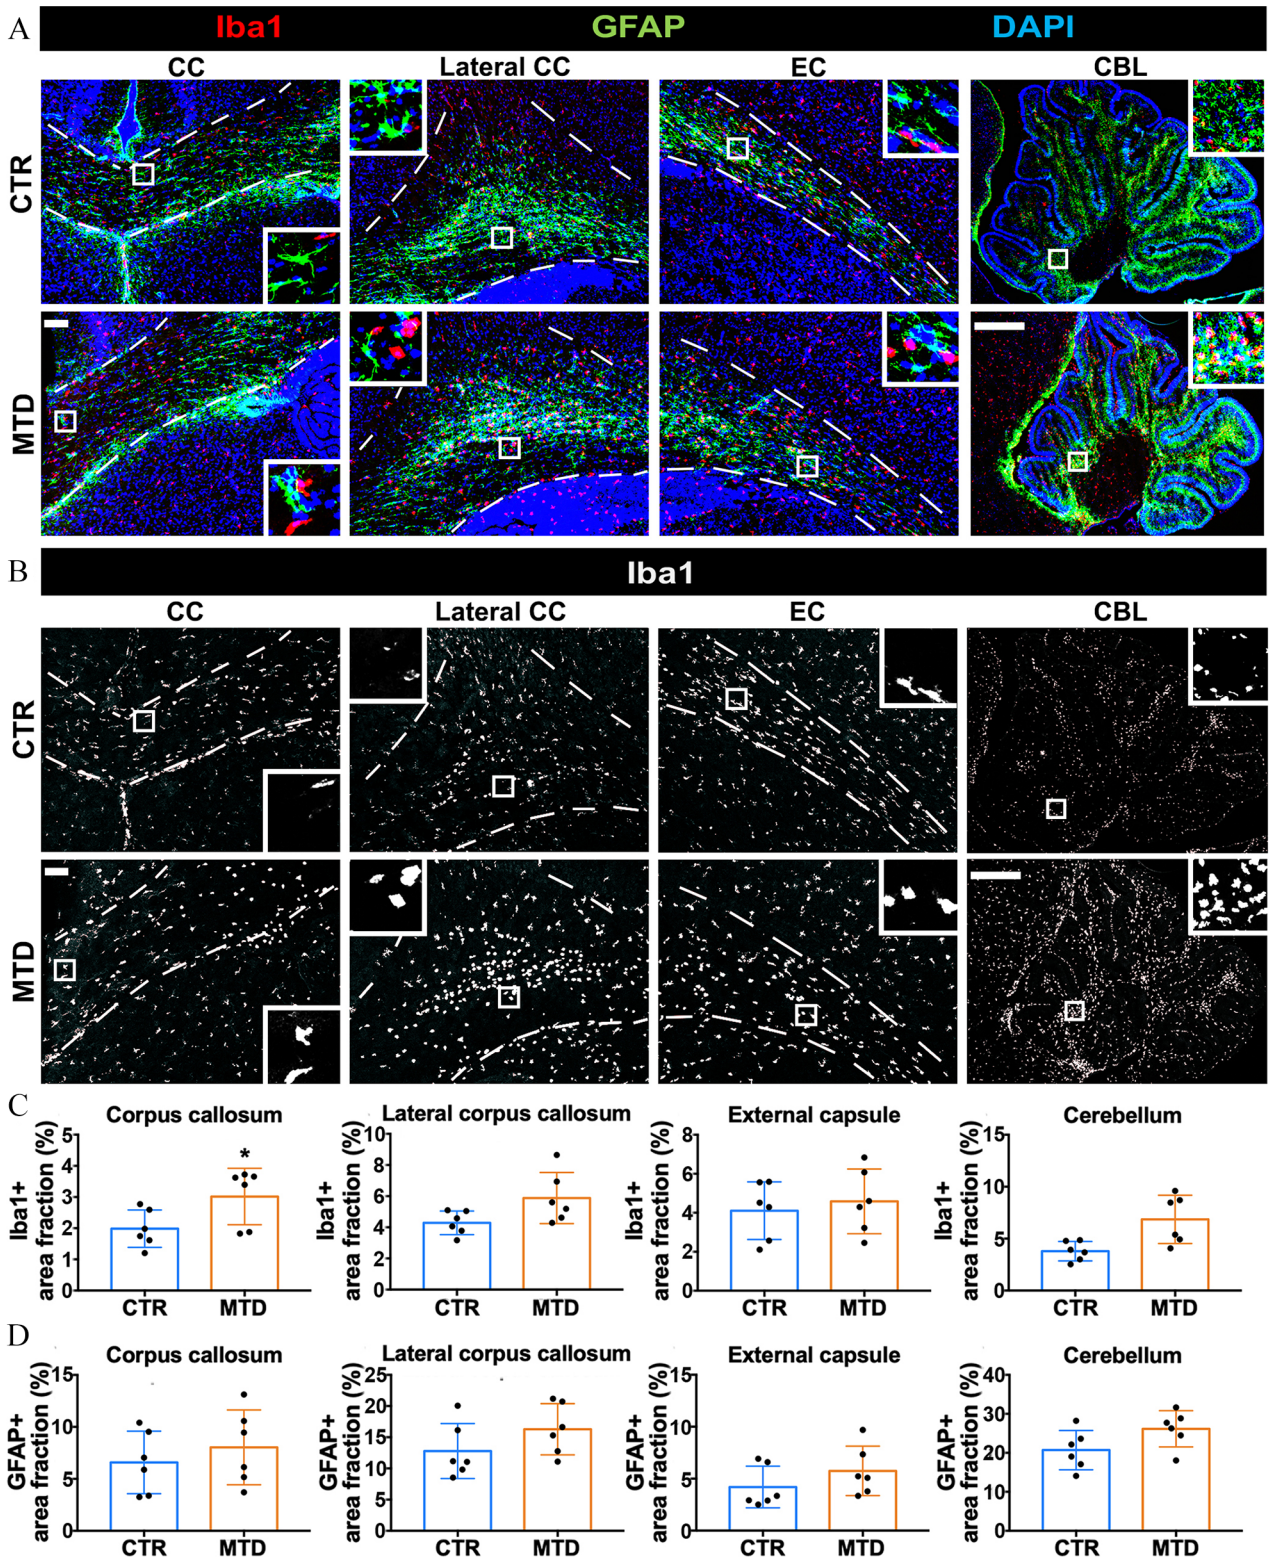 A
Iba1 GFAP DAPI
CC Lateral CC EC CBL
CTR
MTD
B
Iba1
CC Lateral CC EC CBL
CTR
MTD
C
Corpus callosum
Iba1+
area fraction (%)
5
4
3
2
1
0
*
CTR MTD
Lateral corpus callosum
Iba1+
area fraction (%)
10
8
6
4
2
0
CTR MTD
External capsule
Iba1+
area fraction (%)
8
6
4
2
0
CTR MTD
Cerebellum
Iba1+
area fraction (%)
15
10
5
0
CTR MTD
D
Corpus callosum
GFAP+
area fraction (%)
15
10
5
0
CTR MTD
Lateral corpus callosum
GFAP+
area fraction (%)
25
20
15
10
5
0
CTR MTD
External capsule
GFAP+
area fraction (%)
15
10
5
0
CTR MTD
Cerebellum
GFAP+
area fraction (%)
40
30
20
10
0
CTR MTD